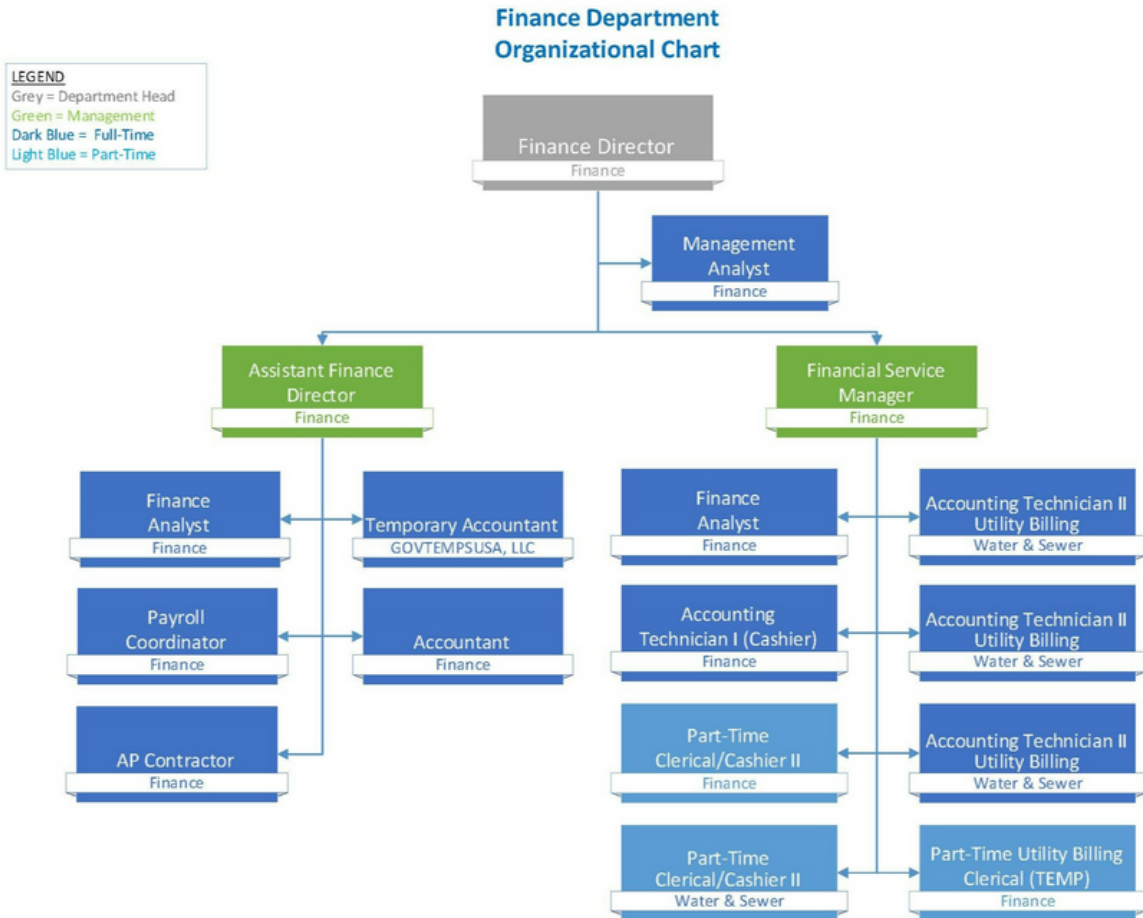 Finance Department
Organizational Chart
LEGEND
Grey = Department Head
Green = Management
Dark Blue = Full-Time
Light Blue = Part-Time
Finance Director
Finance
Management
Analyst
Finance
Assistant Finance
Director
Finance
Financial Service
Manager
Finance
Finance
Analyst
Finance
Temporary Accountant
GOVTEMPSUSA, LLC
Payroll
Coordinator
Finance
Accountant
Finance
AP Contractor
Finance
Finance
Analyst
Finance
Accounting Technician II
Utility Billing
Water & Sewer
Accounting
Technician I (Cashier)
Finance
Accounting Technician II
Utility Billing
Water & Sewer
Part-Time
Clerical/Cashier II
Finance
Accounting Technician II
Utility Billing
Water & Sewer
Part-Time
Clerical/Cashier II
Water & Sewer
Part-Time Utility Billing
Clerical (TEMP)
Finance